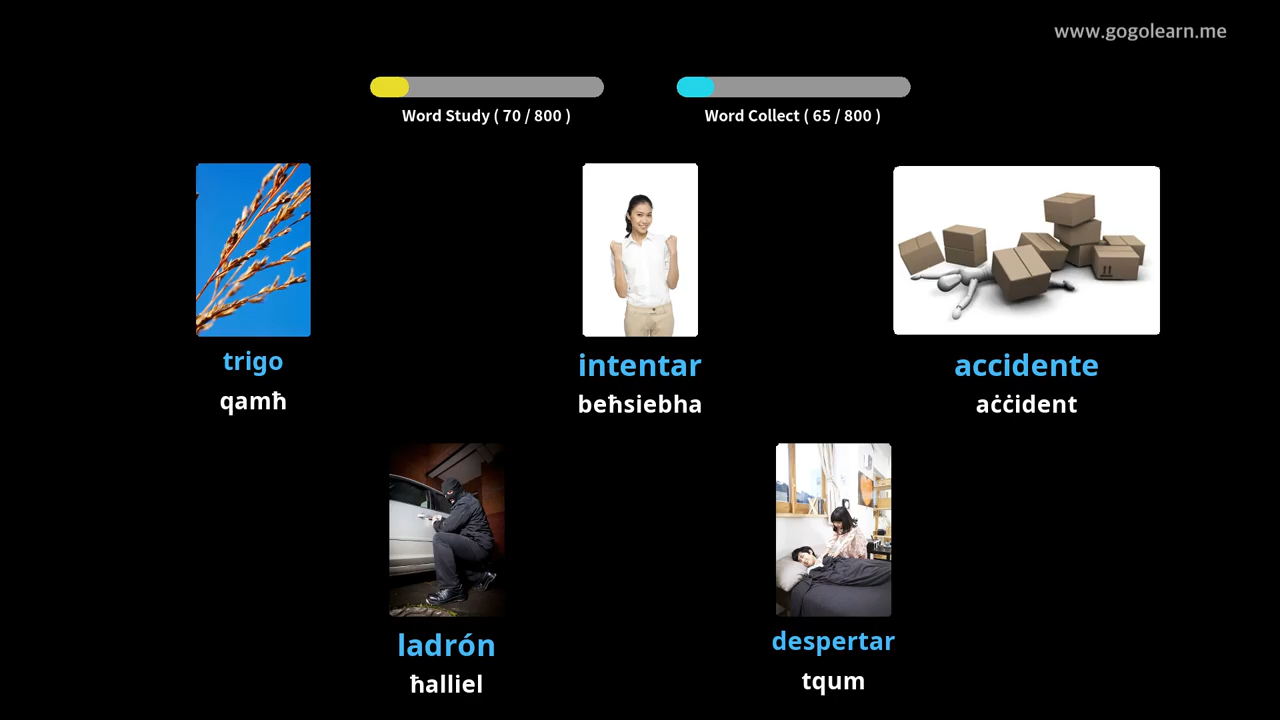 www.gogolearn.me
Word Study ( 70 / 800 )
Word Collect ( 65 / 800 )
trigo
qamħ
intentar
beħsiebha
accidente
aċċident
ladrón
ħalliel
despertar
tqum